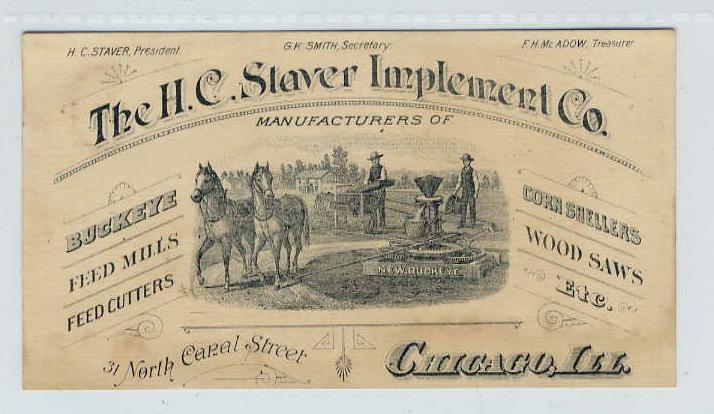 H. C. STAVER, President.
G. K. SMITH, Secretary.
F. H. McADOW, Treasurer
The H. C. Staver Implement Co.
MANUFACTURERS OF
BUCKEYE
FEED MILLS
FEED CUTTERS
NEW BUCKEYE
CORN SHELLERS
WOOD SAWS
ETC.
31 North Canal Street
CHICAGO, ILL.